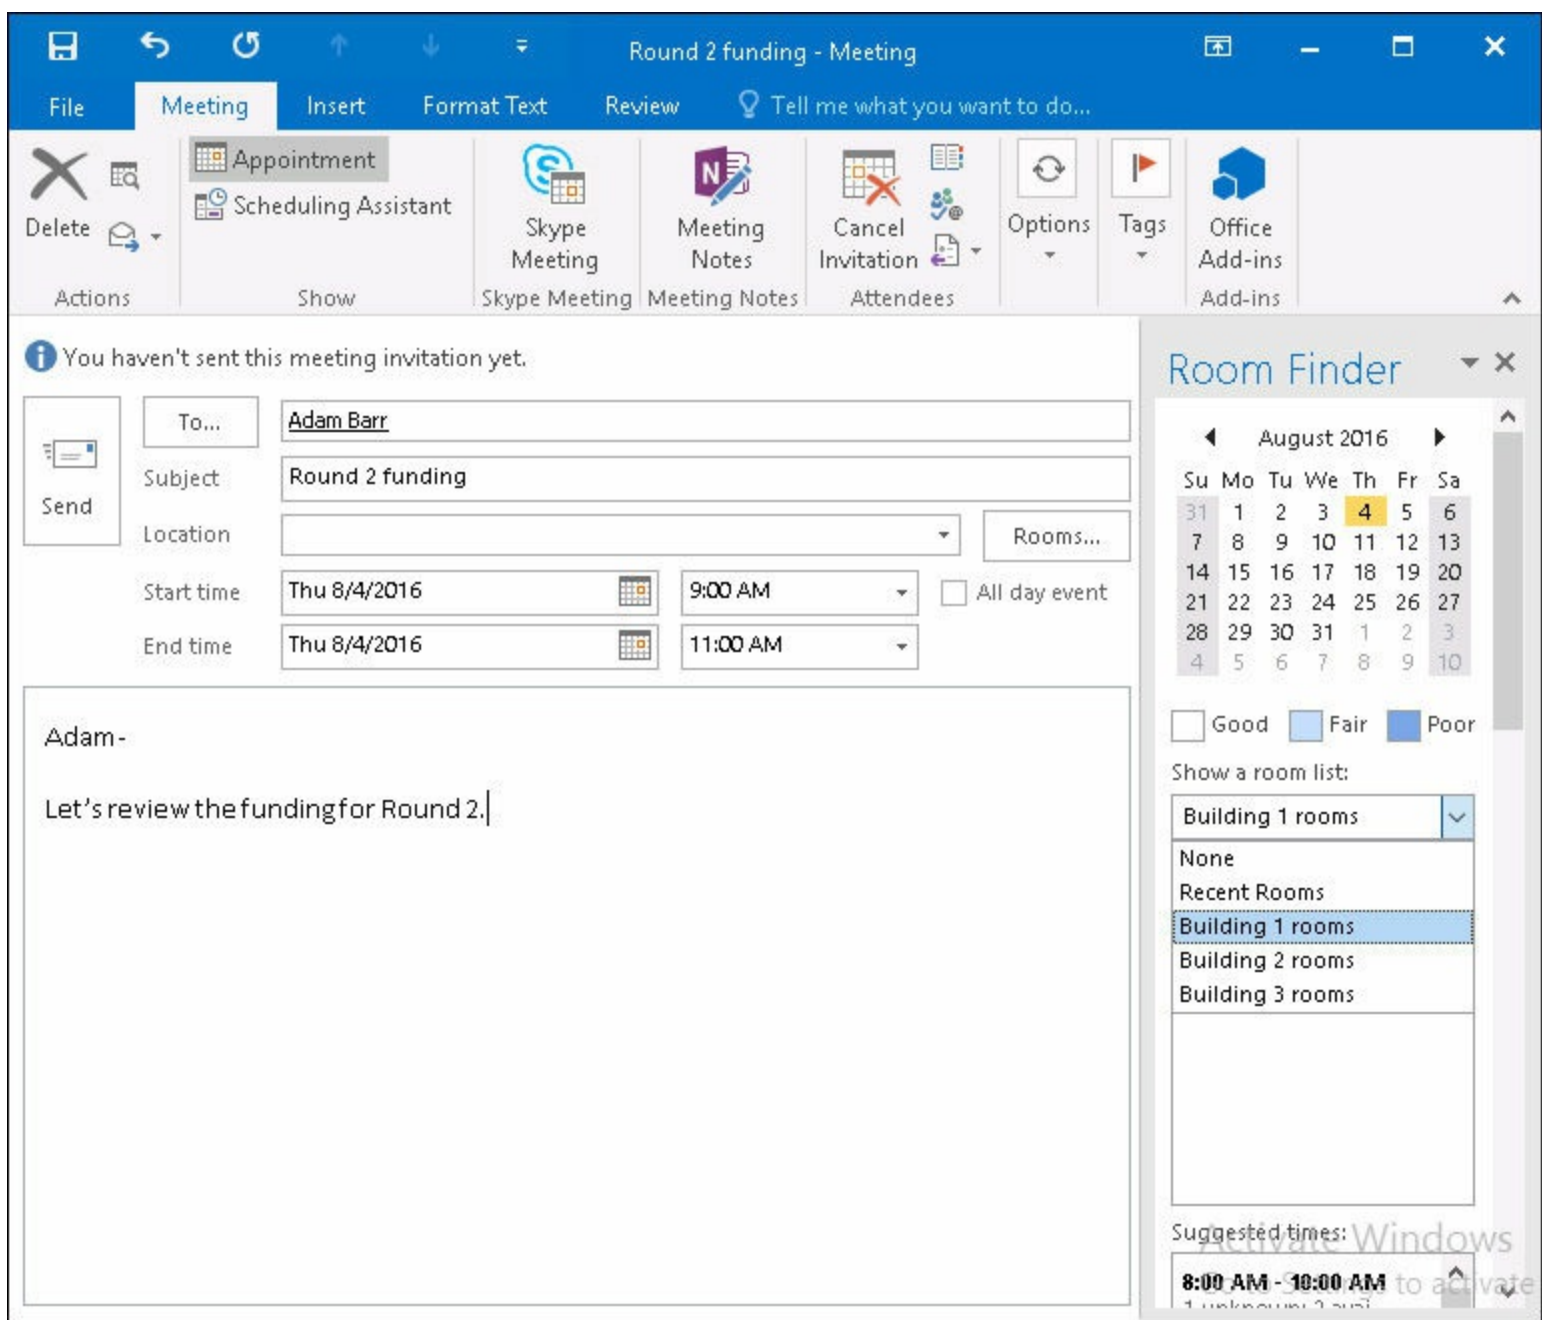 Round 2 funding - Meeting
File Meeting Insert Format Text Review Tell me what you want to do...
Delete
Actions
Appointment
Scheduling Assistant
Show
Skype
Meeting
Skype Meeting
Meeting
Notes
Meeting Notes
Cancel
Invitation
Attendees
Options
Tags
Office
Add-ins
Add-ins
You haven't sent this meeting invitation yet.
Send
To... Adam Barr
Subject Round 2 funding
Location Rooms...
Start time Thu 8/4/2016 9:00 AM All day event
End time Thu 8/4/2016 11:00 AM
Adam-
Let's review the funding for Round 2.
Room Finder
August 2016
Su Mo Tu We Th Fr Sa
31 1 2 3 4 5 6
7 8 9 10 11 12 13
14 15 16 17 18 19 20
21 22 23 24 25 26 27
28 29 30 31 1 2 3
4 5 6 7 8 9 10
Good Fair Poor
Show a room list:
Building 1 rooms
None
Recent Rooms
Building 1 rooms
Building 2 rooms
Building 3 rooms
Suggested times:
Activate Windows
8:00 AM - 10:00 AM
Go to Settings to activate